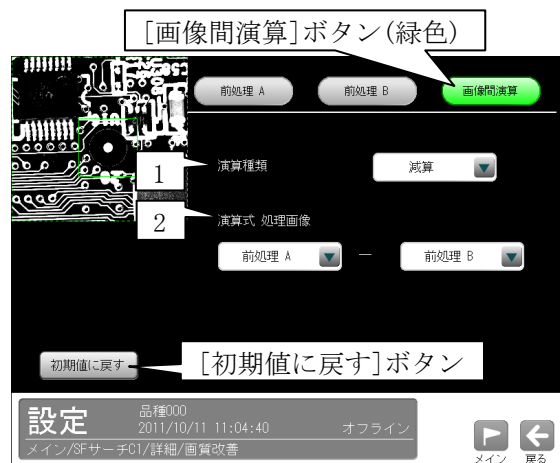 [画像間演算]ボタン(緑色)
前処理 A 前処理 B 画像間演算
1 演算種類 減算
2 演算式 処理画像
前処理 A － 前処理 B
初期値に戻す [初期値に戻す]ボタン
設定 品種000
2011/10/11 11:04:40 オフライン
メイン/SFサーチC1/詳細/画質改善
メイン 戻る